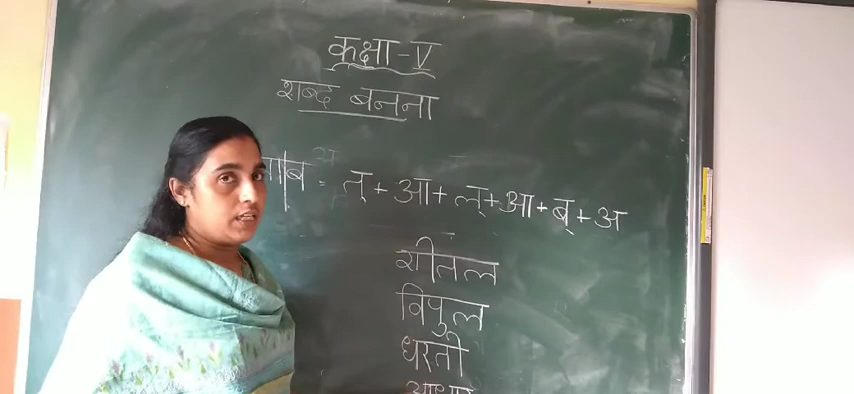 कक्षा-V
शब्द बनना
= त् + आ + ल् + आ + ब् + अ
शीतल
विपुल
धरती